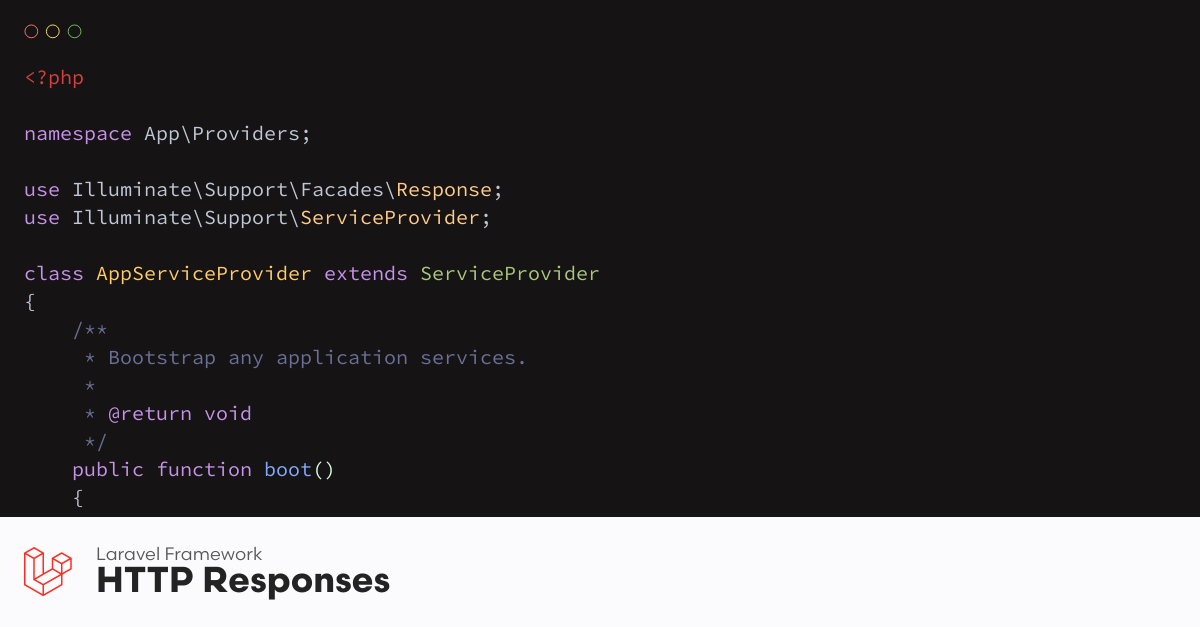 <?php
namespace App\Providers;
use Illuminate\Support\Facades\Response;
use Illuminate\Support\ServiceProvider;
class AppServiceProvider extends ServiceProvider
{
    /**
     * Bootstrap any application services.
     *
     * @return void
     */
    public function boot()
    {
Laravel Framework
HTTP Responses